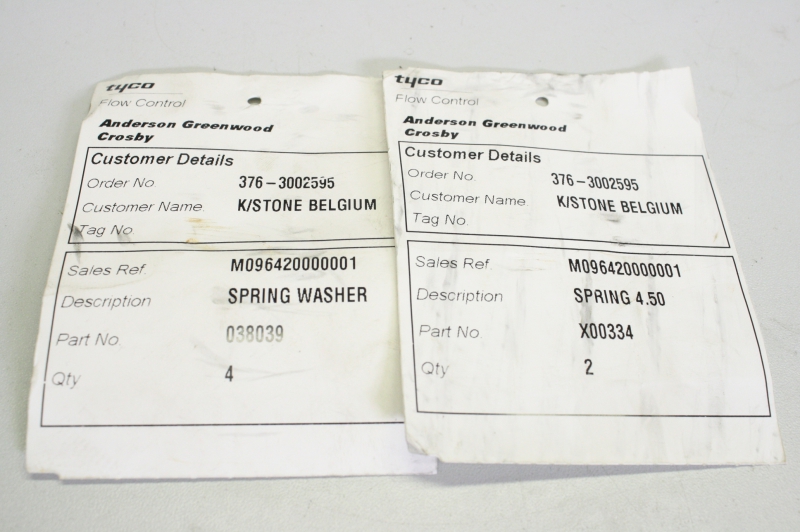 tyco
Flow Control
Anderson Greenwood
Crosby
Customer Details
Order No. 376-3002595
Customer Name. K/STONE BELGIUM
Tag No.
Sales Ref. M096420000001
Description SPRING WASHER
Part No. 038039
Qty 4
tyco
Flow Control
Anderson Greenwood
Crosby
Customer Details
Order No. 376-3002595
Customer Name. K/STONE BELGIUM
Tag No.
Sales Ref. M096420000001
Description SPRING 4.50
Part No. X00334
Qty 2